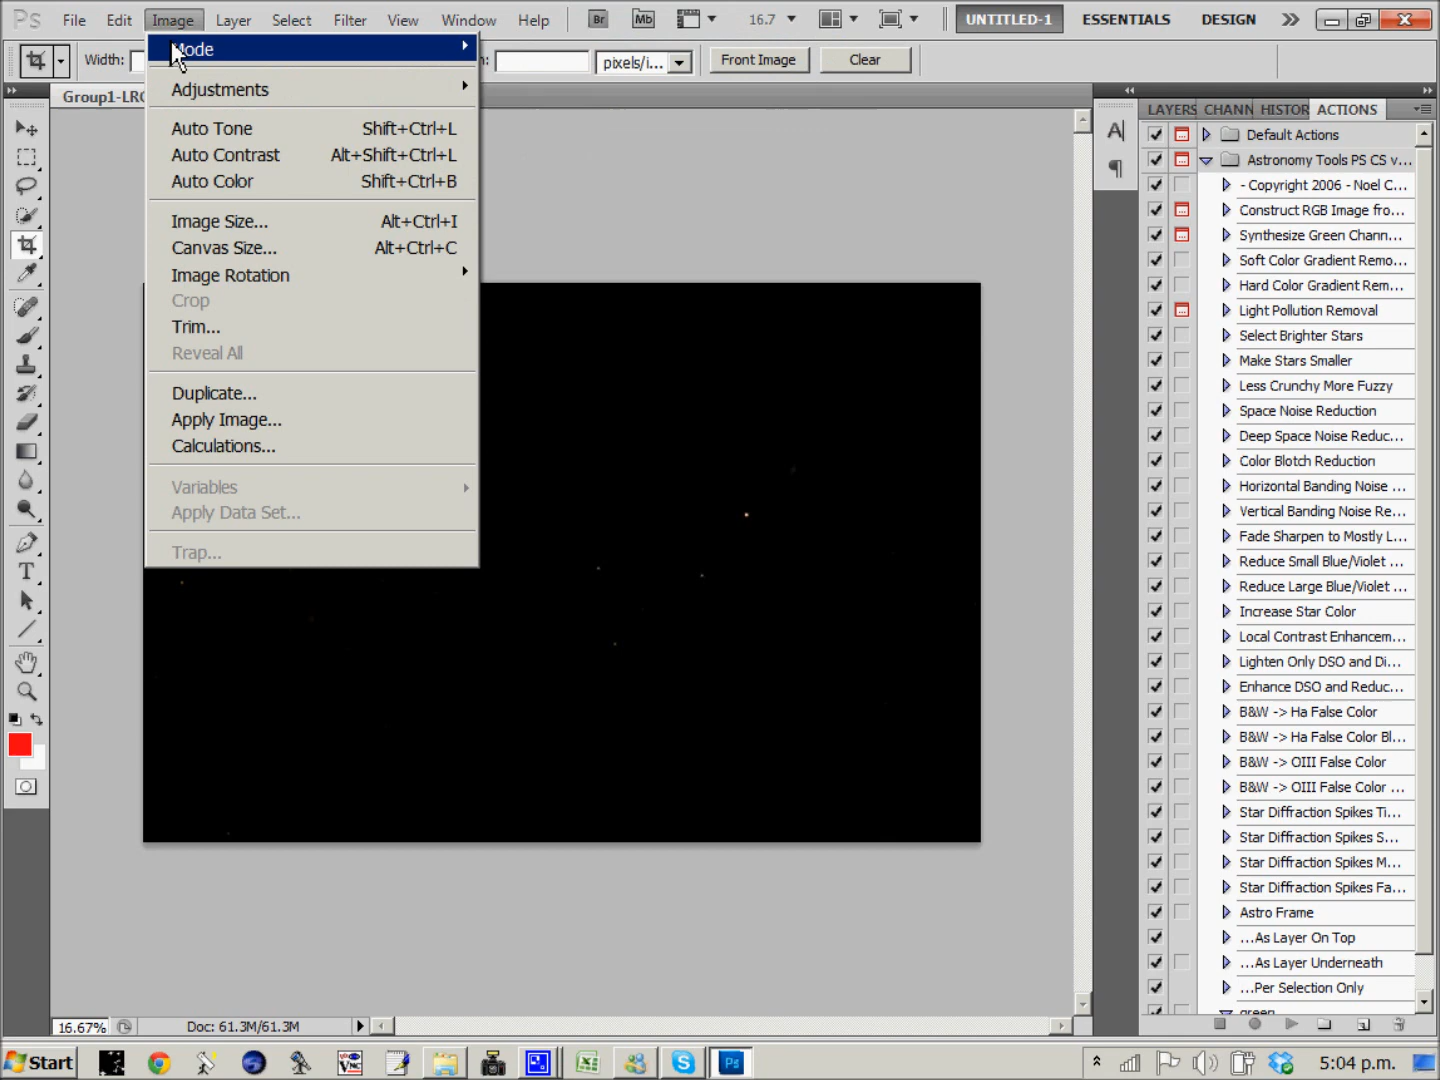 Ps File Edit Image Layer Select Filter View Window Help Br Mb 16.7 UNTITLED-1 ESSENTIALS DESIGN
Width: pixels/i... Front Image Clear
Group1-LR
Mode
Adjustments
Auto Tone Shift+Ctrl+L
Auto Contrast Alt+Shift+Ctrl+L
Auto Color Shift+Ctrl+B
Image Size... Alt+Ctrl+I
Canvas Size... Alt+Ctrl+C
Image Rotation
Crop
Trim...
Reveal All
Duplicate...
Apply Image...
Calculations...
Variables
Apply Data Set...
Trap...
LAYERS CHANN HISTOR ACTIONS
Default Actions
Astronomy Tools PS CS v...
- Copyright 2006 - Noel C...
Construct RGB Image fro...
Synthesize Green Chann...
Soft Color Gradient Remo...
Hard Color Gradient Rem...
Light Pollution Removal
Select Brighter Stars
Make Stars Smaller
Less Crunchy More Fuzzy
Space Noise Reduction
Deep Space Noise Reduc...
Color Blotch Reduction
Horizontal Banding Noise ...
Vertical Banding Noise Re...
Fade Sharpen to Mostly L...
Reduce Small Blue/Violet ...
Reduce Large Blue/Violet ...
Increase Star Color
Local Contrast Enhancem...
Lighten Only DSO and Di...
Enhance DSO and Reduc...
B&W -> Ha False Color
B&W -> Ha False Color Bl...
B&W -> OIII False Color
B&W -> OIII False Color ...
Star Diffraction Spikes Ti...
Star Diffraction Spikes S...
Star Diffraction Spikes M...
Star Diffraction Spikes Fa...
Astro Frame
...As Layer On Top
...As Layer Underneath
...Per Selection Only
green
16.67% Doc: 61.3M/61.3M
Start Ps 5:04 p.m.